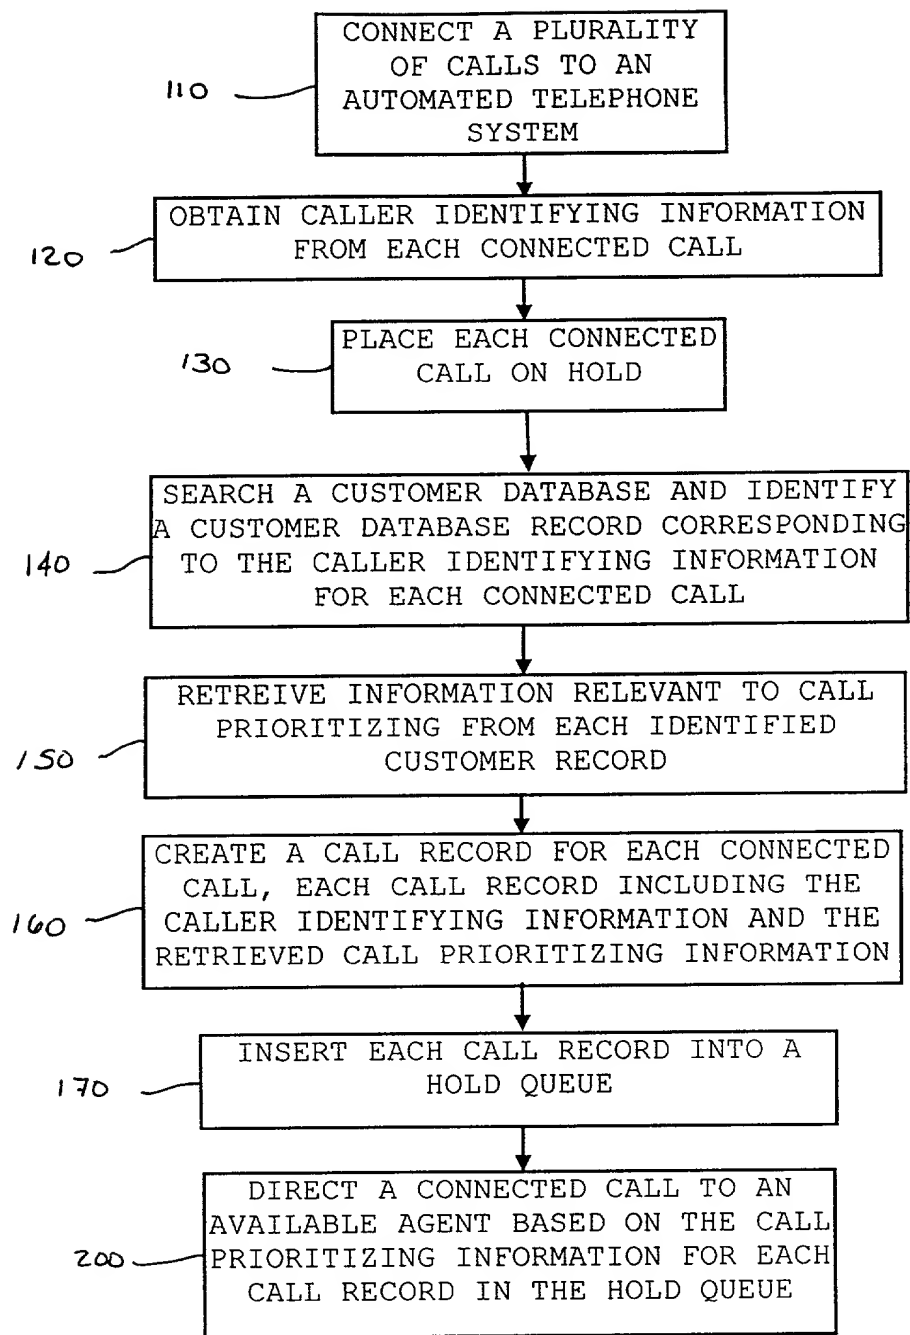 CONNECT A PLURALITY
OF CALLS TO AN
AUTOMATED TELEPHONE
SYSTEM
110
OBTAIN CALLER IDENTIFYING INFORMATION
FROM EACH CONNECTED CALL
120
PLACE EACH CONNECTED
CALL ON HOLD
130
SEARCH A CUSTOMER DATABASE AND IDENTIFY
A CUSTOMER DATABASE RECORD CORRESPONDING
TO THE CALLER IDENTIFYING INFORMATION
FOR EACH CONNECTED CALL
140
RETREIVE INFORMATION RELEVANT TO CALL
PRIORITIZING FROM EACH IDENTIFIED
CUSTOMER RECORD
150
CREATE A CALL RECORD FOR EACH CONNECTED
CALL, EACH CALL RECORD INCLUDING THE
CALLER IDENTIFYING INFORMATION AND THE
RETRIEVED CALL PRIORITIZING INFORMATION
160
INSERT EACH CALL RECORD INTO A
HOLD QUEUE
170
DIRECT A CONNECTED CALL TO AN
AVAILABLE AGENT BASED ON THE CALL
PRIORITIZING INFORMATION FOR EACH
CALL RECORD IN THE HOLD QUEUE
200